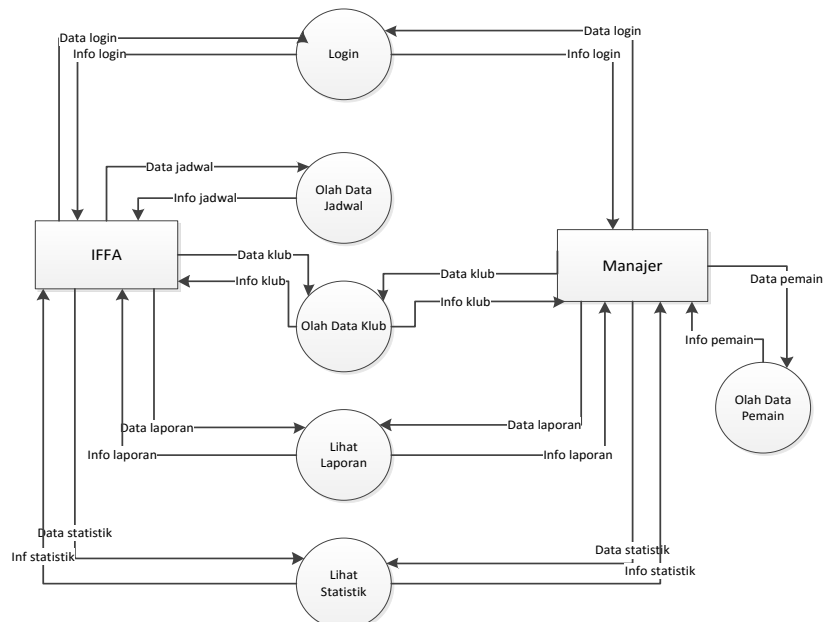 Data login
Data login
Info login
Login
Info login
Data jadwal
Info jadwal
Olah Data
Jadwal
IFFA
Data klub
Info klub
Olah Data Klub
Data klub
Info klub
Manajer
Data pemain
Info pemain
Olah Data
Pemain
Data laporan
Info laporan
Lihat
Laporan
Data laporan
Info laporan
Data statistik
Inf statistik
Lihat
Statistik
Data statistik
Info statistik